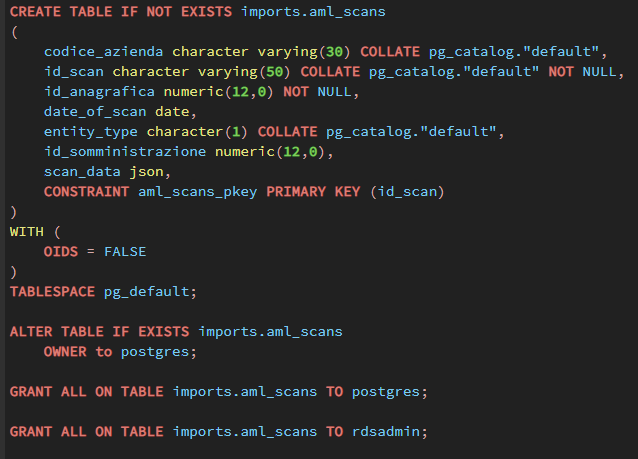 CREATE TABLE IF NOT EXISTS imports.aml_scans
(
    codice_azienda character varying(30) COLLATE pg_catalog."default",
    id_scan character varying(50) COLLATE pg_catalog."default" NOT NULL,
    id_anagrafica numeric(12,0) NOT NULL,
    date_of_scan date,
    entity_type character(1) COLLATE pg_catalog."default",
    id_somministrazione numeric(12,0),
    scan_data json,
    CONSTRAINT aml_scans_pkey PRIMARY KEY (id_scan)
)
WITH (
    OIDS = FALSE
)
TABLESPACE pg_default;

ALTER TABLE IF EXISTS imports.aml_scans
    OWNER to postgres;

GRANT ALL ON TABLE imports.aml_scans TO postgres;

GRANT ALL ON TABLE imports.aml_scans TO rdsadmin;